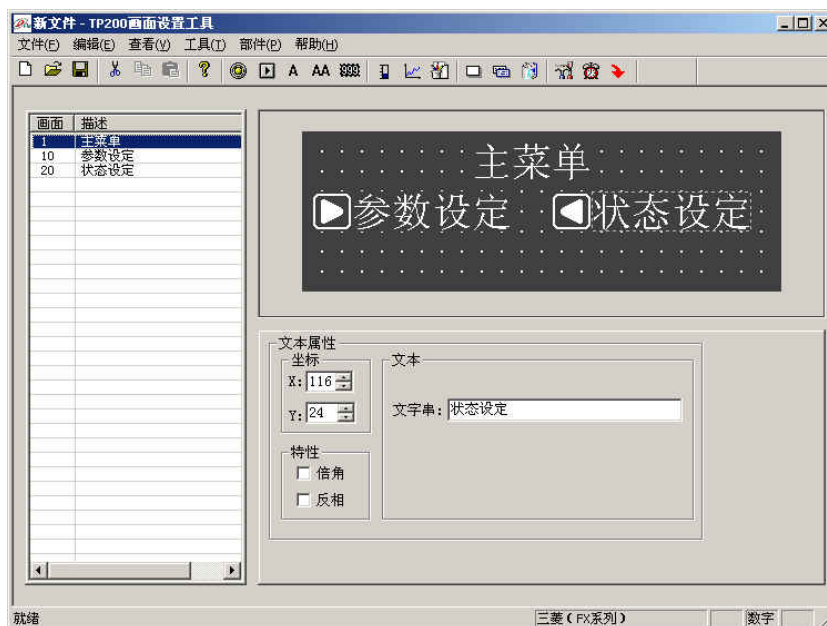 新文件 - TP200画面设置工具
文件(F) 编辑(E) 查看(V) 工具(T) 部件(P) 帮助(H)
A AA
画面 描述
1 主菜单
10 参数设定
20 状态设定
主菜单
参数设定 状态设定
文本属性
坐标 文本
X: 116
Y: 24 文字串: 状态设定
特性
倍角
反相
就绪 三菱(FX系列) 数字